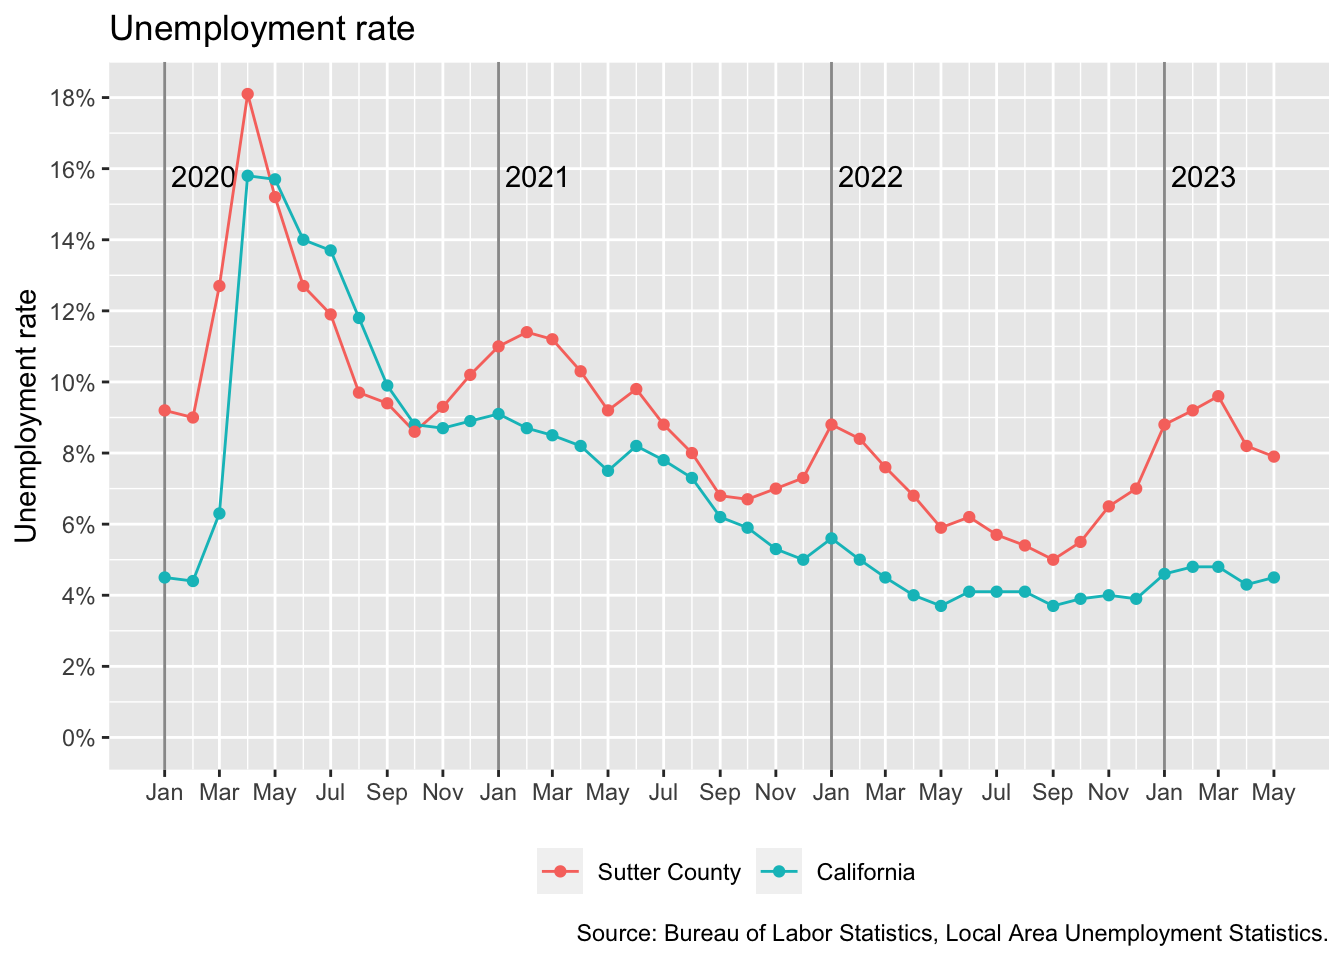 Unemployment rate
Unemployment rate
18%
16%
14%
12%
10%
8%
6%
4%
2%
0%
2020 2021 2022 2023
Jan Mar May Jul Sep Nov Jan Mar May Jul Sep Nov Jan Mar May Jul Sep Nov Jan Mar May
Sutter County California
Source: Bureau of Labor Statistics, Local Area Unemployment Statistics.